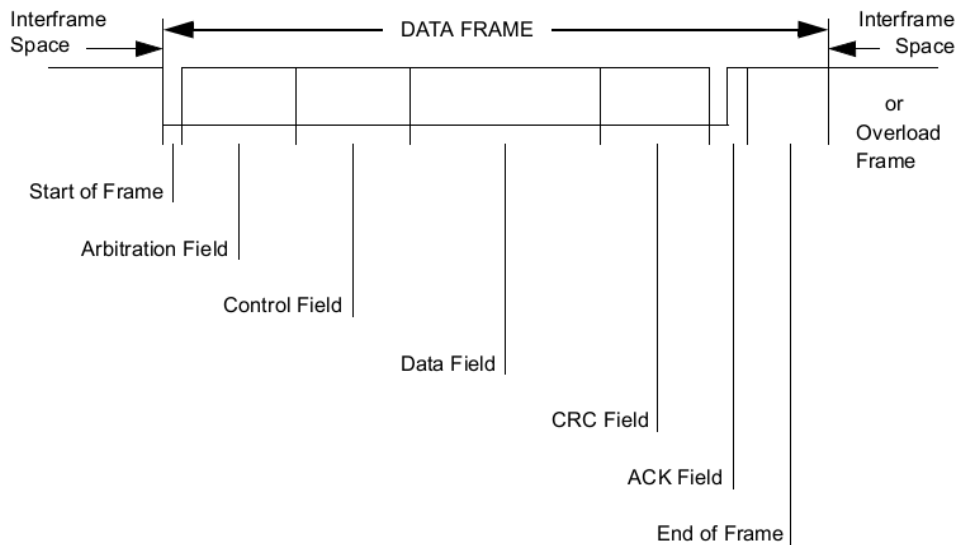 Interframe
Space
DATA FRAME
Interframe
Space
or
Overload
Frame
Start of Frame
Arbitration Field
Control Field
Data Field
CRC Field
ACK Field
End of Frame